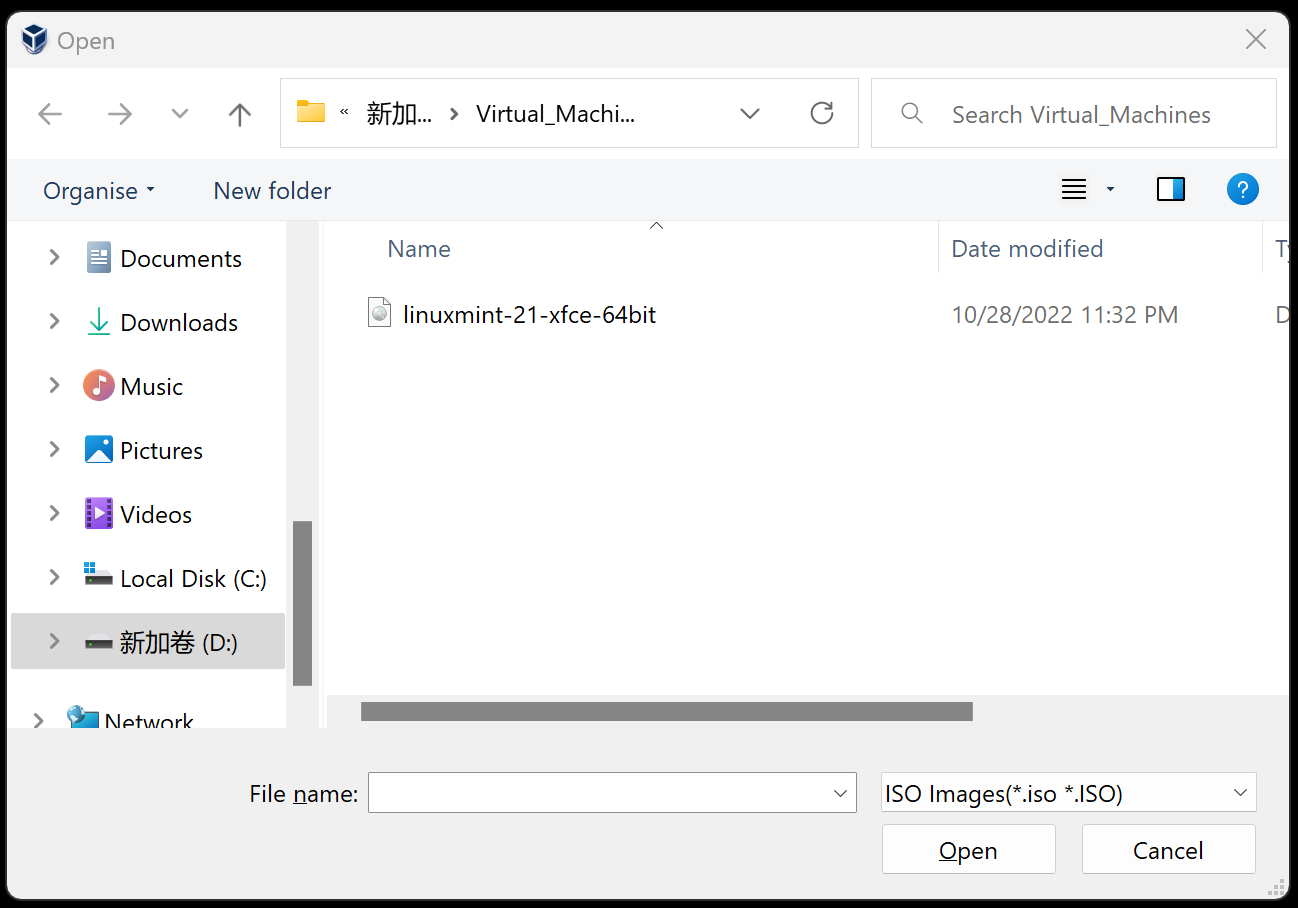 Open
« 新加... › Virtual_Machi...
Search Virtual_Machines
Organise
New folder
?
Name
Date modified
Documents
Downloads
Music
Pictures
Videos
Local Disk (C:)
新加卷 (D:)
Network
linuxmint-21-xfce-64bit
10/28/2022 11:32 PM
File name:
ISO Images(*.iso *.ISO)
Open
Cancel